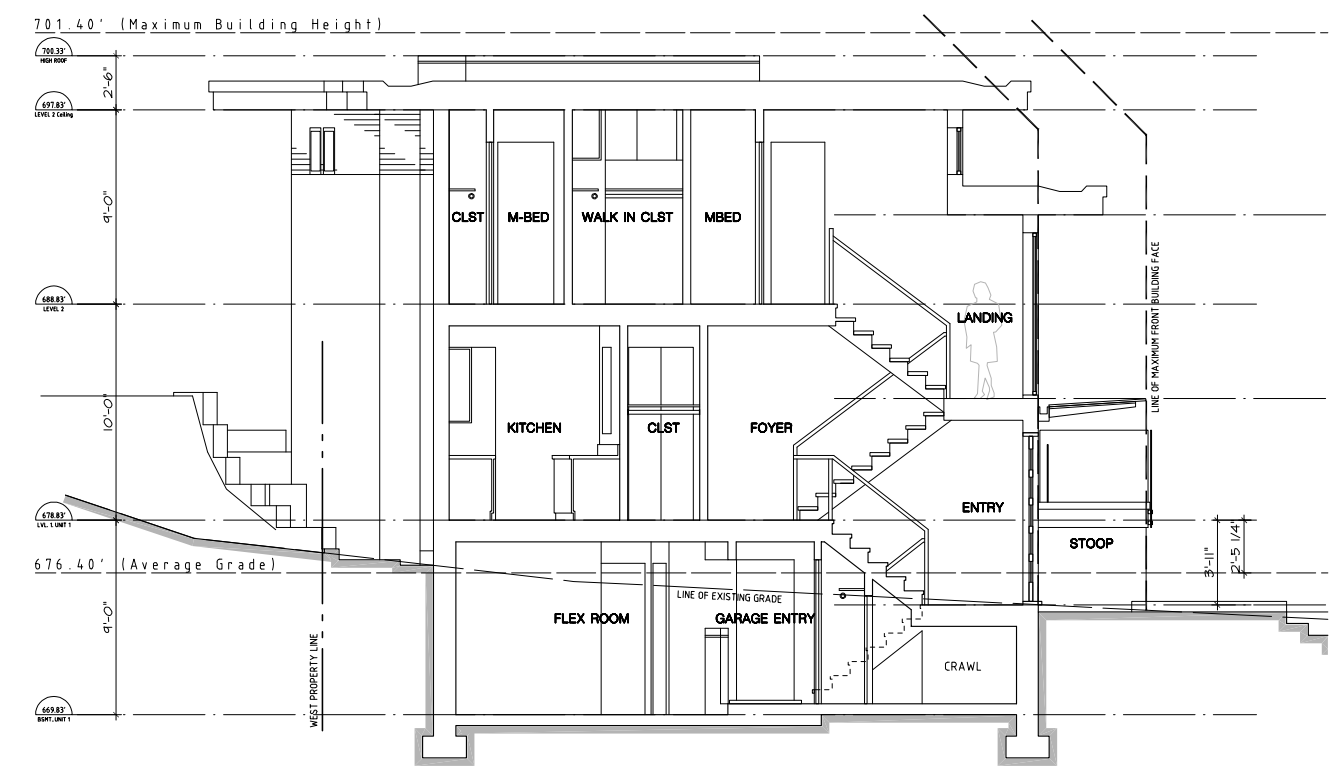 701.40' (Maximum Building Height)
700.33'
HIGH ROOF
2'-6"
697.83'
LEVEL 2 Ceiling
9'-0"
CLST
M-BED
WALK IN CLST
MBED
688.83'
LEVEL 2
LANDING
LINE OF MAXIMUM FRONT BUILDING FACE
10'-0"
KITCHEN
CLST
FOYER
ENTRY
678.83'
LVL. 1. UNIT 1
STOOP
3'-11"
2'-5 1/4"
676.40' (Average Grade)
LINE OF EXISTING GRADE
9'-0"
FLEX ROOM
GARAGE ENTRY
WEST PROPERTY LINE
CRAWL
669.83'
BSMT. UNIT 1